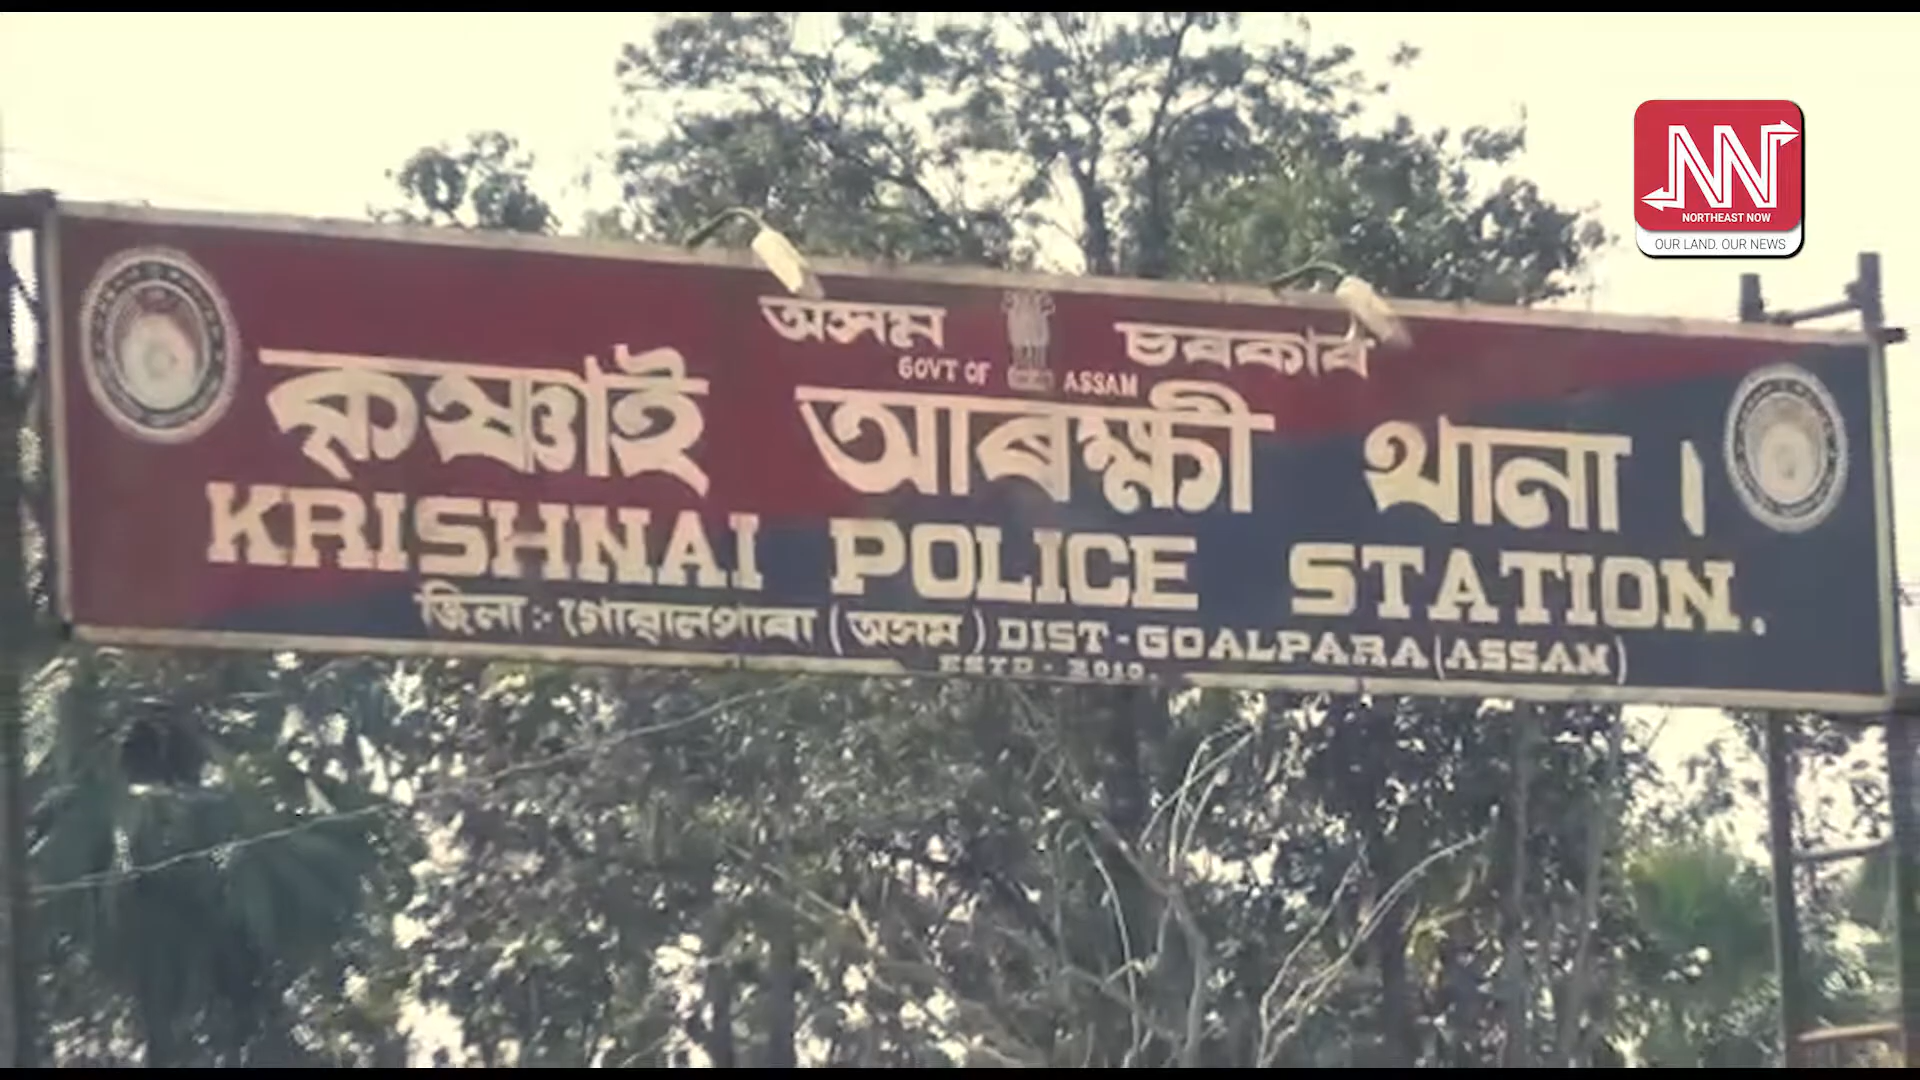 অসম চৰকাৰ
GOVT OF ASSAM
কৃষ্ণাই আৰক্ষী থানা ।
KRISHNAI POLICE STATION.
জিলা :- গোৱালপাৰা (অসম) DIST-GOALPARA(ASSAM)
ESTD - 2010.
NORTHEAST NOW
OUR LAND, OUR NEWS